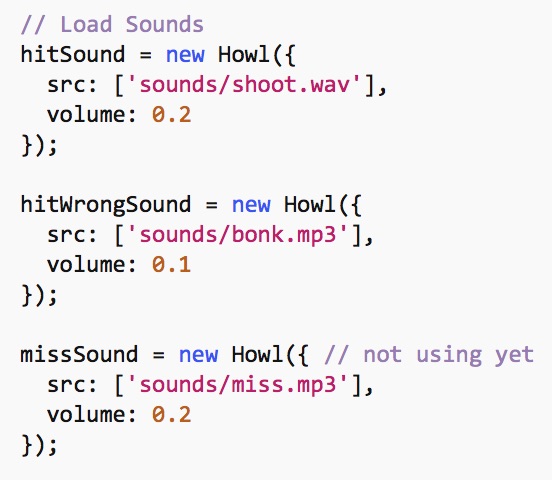 // Load Sounds
hitSound = new Howl({
  src: ['sounds/shoot.wav'],
  volume: 0.2
});

hitWrongSound = new Howl({
  src: ['sounds/bonk.mp3'],
  volume: 0.1
});

missSound = new Howl({ // not using yet
  src: ['sounds/miss.mp3'],
  volume: 0.2
});